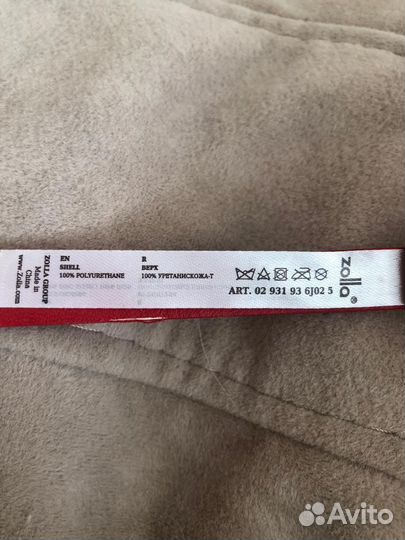 ZOLLA GROUP
Made in
China
www.Zolla.com
EN
SHELL
100% POLYURETHANE
R
ВЕРХ
100% УРЕТАНИСКОЖА-Т
ART. 02 931 93 6J02 5
zolla®
Avito